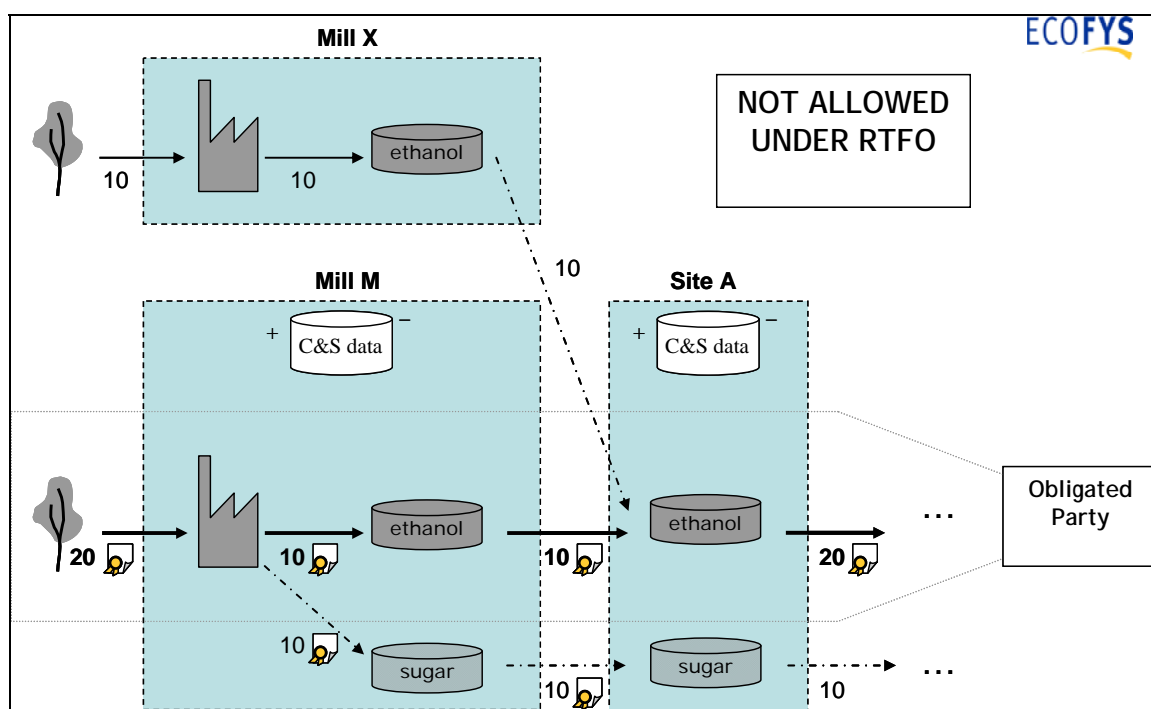 ECOFYS
Mill X
NOT ALLOWED
UNDER RTFO
ethanol
10
10
10
Mill M
Site A
+
–
C&S data
+
–
C&S data
Obligated
Party
ethanol
ethanol
...
20
10
10
20
10
sugar
sugar
...
10
10